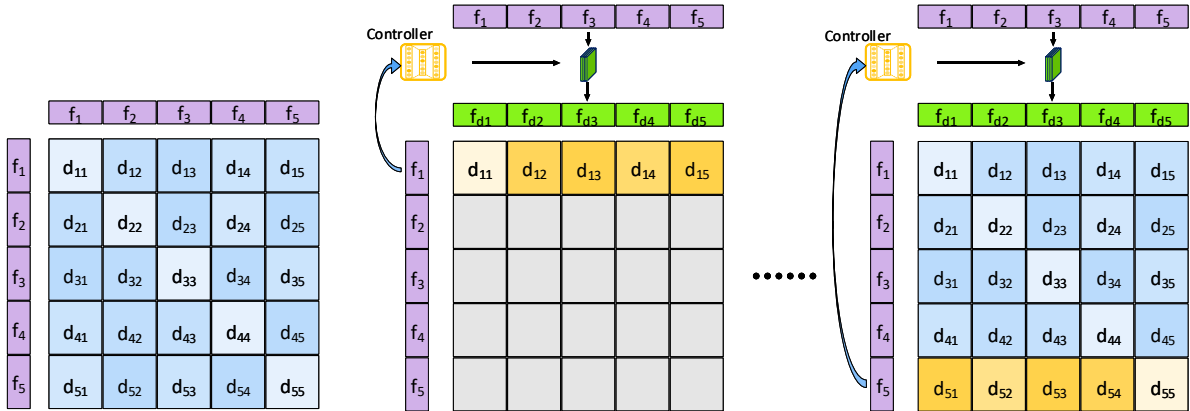 f1 f2 f3 f4 f5
f1 f2 f3 f4 f5
Controller
Controller
f1 f2 f3 f4 f5
fd1 fd2 fd3 fd4 fd5
fd1 fd2 fd3 fd4 fd5
f1 d11 d12 d13 d14 d15
f2 d21 d22 d23 d24 d25
f3 d31 d32 d33 d34 d35
f4 d41 d42 d43 d44 d45
f5 d51 d52 d53 d54 d55
f1 d11 d12 d13 d14 d15
f2
f3
f4
f5
......
f1 d11 d12 d13 d14 d15
f2 d21 d22 d23 d24 d25
f3 d31 d32 d33 d34 d35
f4 d41 d42 d43 d44 d45
f5 d51 d52 d53 d54 d55